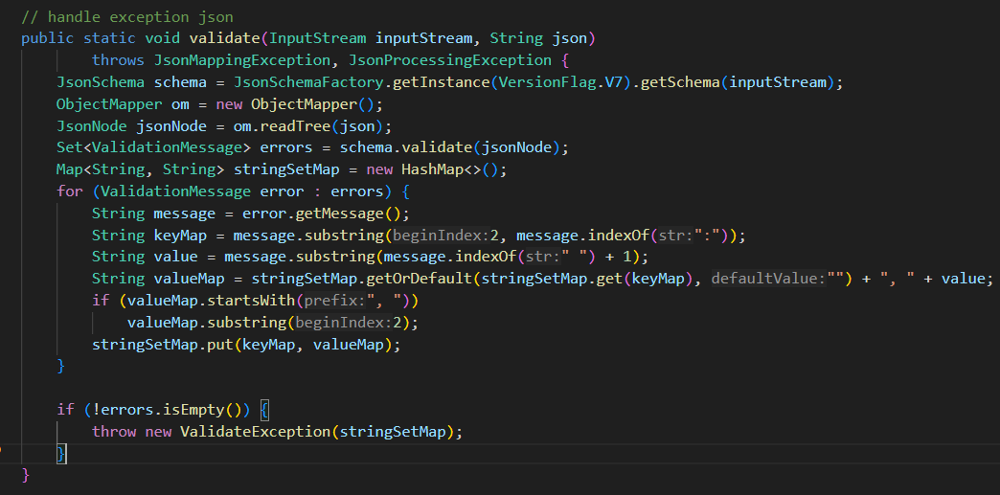 // handle exception json
public static void validate(InputStream inputStream, String json)
throws JsonMappingException, JsonProcessingException {
JsonSchema schema = JsonSchemaFactory.getInstance(VersionFlag.V7).getSchema(inputStream);
ObjectMapper om = new ObjectMapper();
JsonNode jsonNode = om.readTree(json);
Set<ValidationMessage> errors = schema.validate(jsonNode);
Map<String, String> stringSetMap = new HashMap<>();
for (ValidationMessage error : errors) {
String message = error.getMessage();
String keyMap = message.substring(beginIndex:2, message.indexOf(str:":"));
String value = message.substring(message.indexOf(str:" ") + 1);
String valueMap = stringSetMap.getOrDefault(stringSetMap.get(keyMap), defaultValue:"") + ", " + value;
if (valueMap.startsWith(prefix:", "))
valueMap.substring(beginIndex:2);
stringSetMap.put(keyMap, valueMap);
}
if (!errors.isEmpty()) {
throw new ValidateException(stringSetMap);
}
}